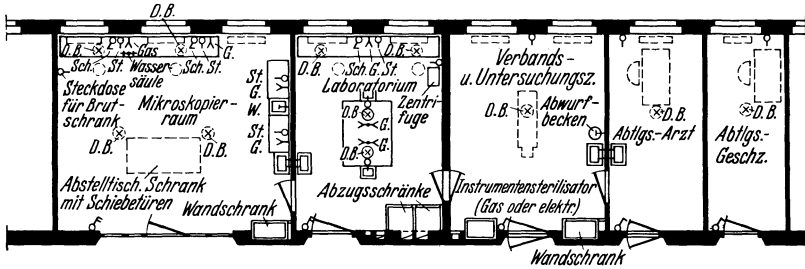 D.B.
D.B. Gas D.B. G.
Sch. St. Wasser- Sch. St.
säule
Steckdose
für Brut-
schrank
Mikroskopier-
raum
St.
G.
W.
St.
G.
D.B. D.B.
Abstelltisch. Schrank
mit Schiebetüren
Wandschrank
D.B. Sch. G. St. D.B.
Laboratorium
Zentri-
fuge
D.B. G.
D.B. G.
Abzugsschränke
Verbands-
u. Untersuchungsz.
D.B. Abwurf-
becken
Instrumentensterilisator
(Gas oder elektr.)
Wandschrank
D.B.
Abtlgs.-Arzt
D.B.
Abtlgs.-
Geschz.